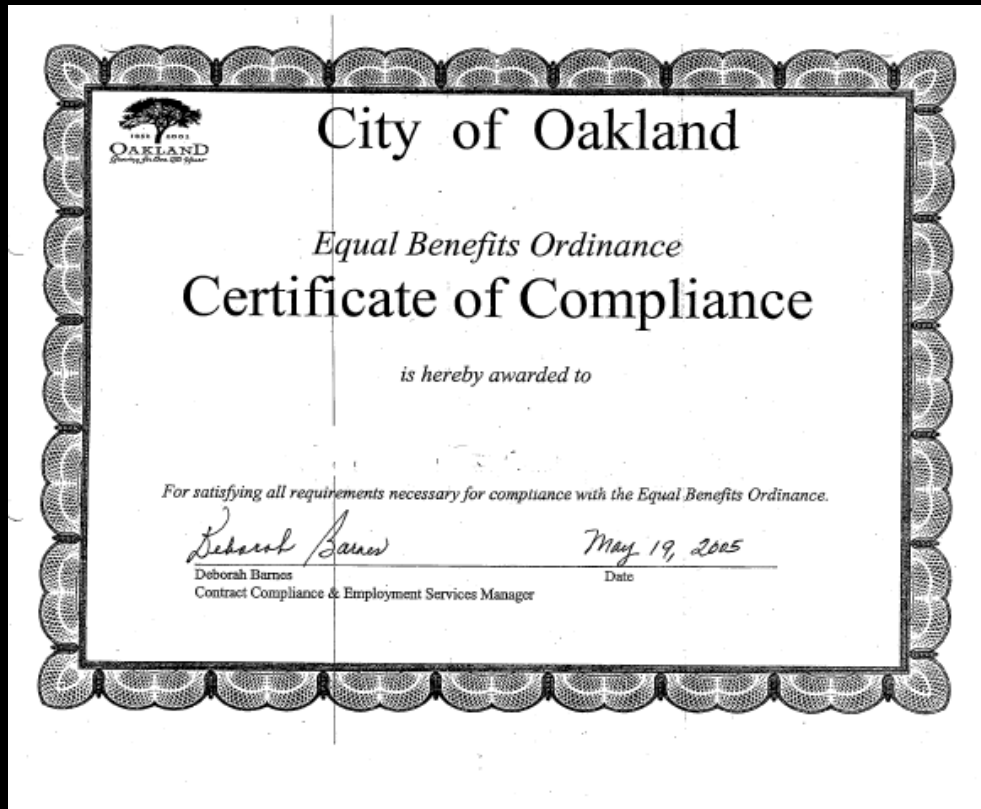 City of Oakland
1852 2002
OAKLAND
Equal Benefits Ordinance
Certificate of Compliance
is hereby awarded to
For satisfying all requirements necessary for compliance with the Equal Benefits Ordinance.
Deborah Barnes May 19, 2005
Deborah Barnes Date
Contract Compliance & Employment Services Manager